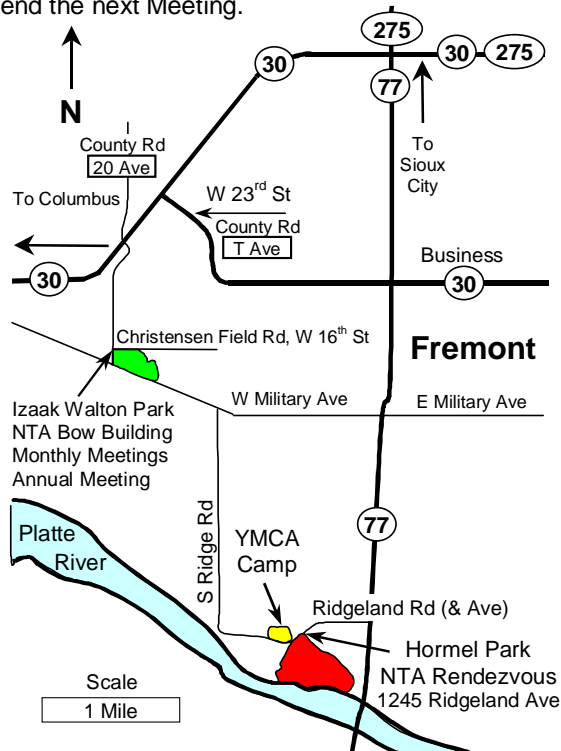 end the next Meeting.
275
30
30
275
77
N
County Rd
20 Ave
To
Sioux
City
To Columbus
W 23rd St
County Rd
T Ave
Business
30
30
Christensen Field Rd, W 16th St
Fremont
W Military Ave
E Military Ave
Izaak Walton Park
NTA Bow Building
Monthly Meetings
Annual Meeting
S Ridge Rd
77
Platte
River
YMCA
Camp
Ridgeland Rd (& Ave)
Hormel Park
NTA Rendezvous
1245 Ridgeland Ave
Scale
1 Mile